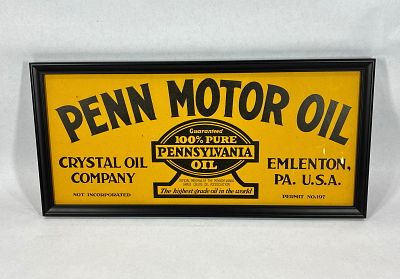 PENN MOTOR OIL
Guaranteed
100% PURE
PENNSYLVANIA
OIL
The highest grade oil in the world
CRYSTAL OIL
COMPANY
NOT INCORPORATED
EMLENTON,
PA. U.S.A.
PERMIT NO.197